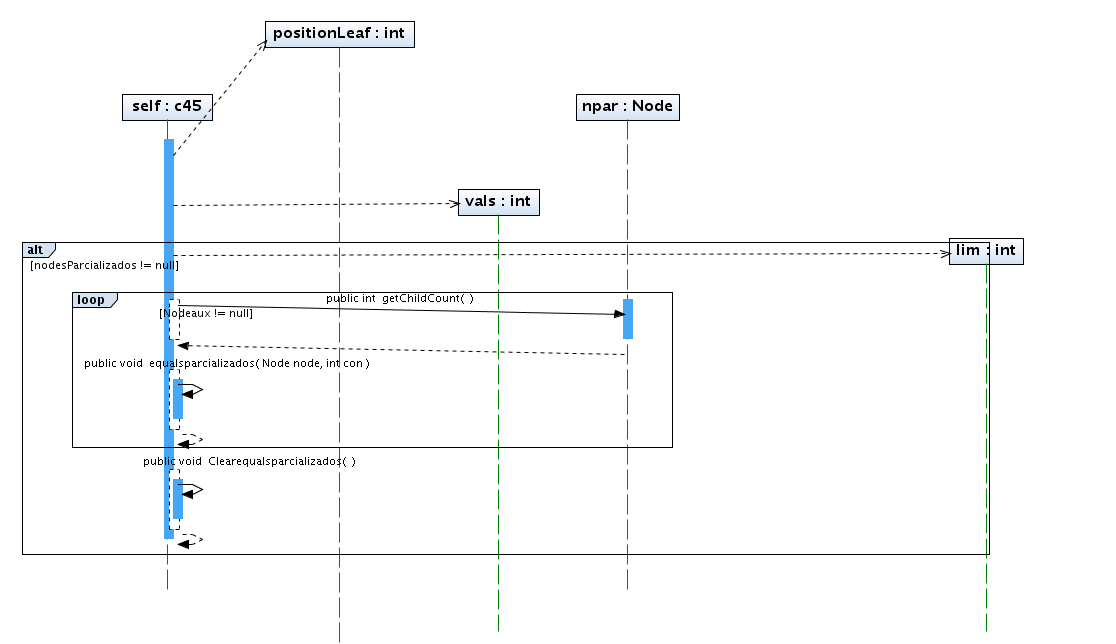 positionLeaf : int
self : c45
npar : Node
vals : int
alt
lim : int
[nodesParcializados != null]
loop
public int getChildCount( )
[Nodeaux != null]
public void equalsparcializados( Node node, int con )
public void Clearequalsparcializados( )